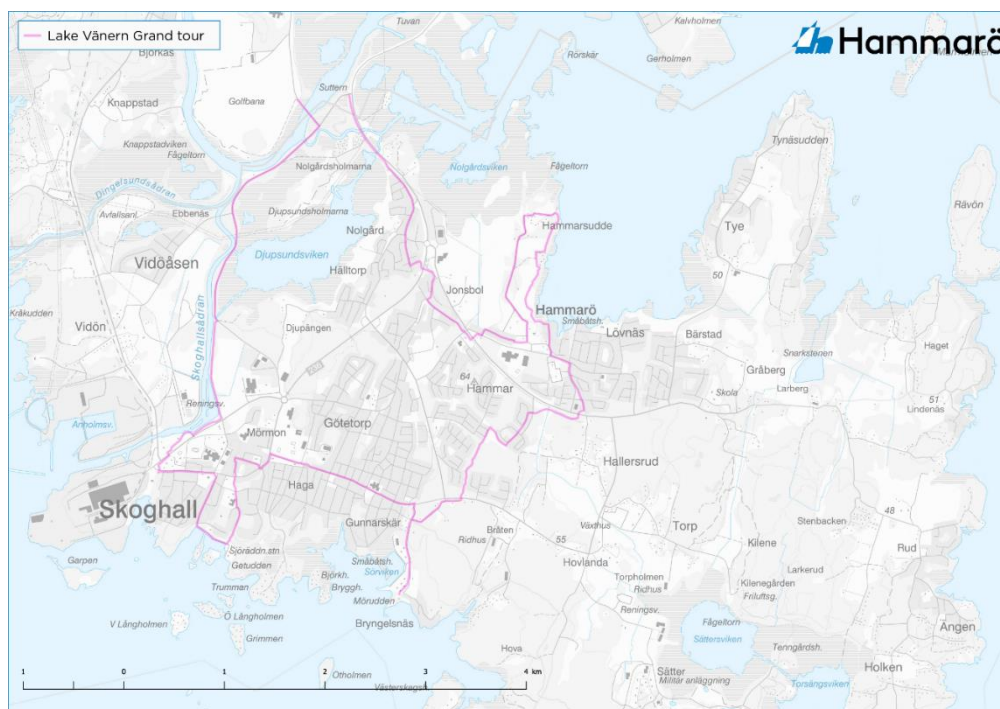 Lake Vänern Grand tour
Hammarö
Tuvan
Björkås
Rörskär
Kalvholmen
Gerholmen
Suttern
Golfbana
Knappstad
Knappstadviken
Fågeltorn
Nolgårdsholmarna
Nolgårdsviken
Fågeltorn
Tynäsudden
Dingelsundsådran
Avfallsanl.
Ebbenäs
Djupsundsholmarna
Nolgård
Hammarsudde
Tye
Rävön
Vidöåsen
Djupsundsviken
Hälltorp
50
Jonsbol
Kråkudden
Vidön
Skoghallsådran
Djupängen
Hammarö
Småbåtsh.
Lövnäs
Bärstad
Snarkstenen
Haget
Gråberg
64
Hammar
Skola
Larberg
51
Lindenäs
Reningsv.
Anholmsv.
Mörmon
Götetorp
Hallersrud
Skoghall
Haga
Gunnarskär
Bråten
Ridhus
Växthus
55
Torp
Stenbacken
48
Rud
Kilene
Hovlanda
Garpen
Sjöräddn.stn
Getudden
Småbåtsh.
Sörviken
Björkh.
Bryggh.
Trumman
Mörudden
Torpholmen
Ridhus
Reningsv.
Kilenegården
Friluftsg.
Larkerud
V Långholmen
Ö Långholmen
Grimmen
Bryngelsnäs
Fågeltorn
Sättersviken
Ängen
Hova
Tenngårdsh.
Otholmen
Sätter
Militär anläggning
Torsängsviken
Holken
1 0 1 2 3 4 km